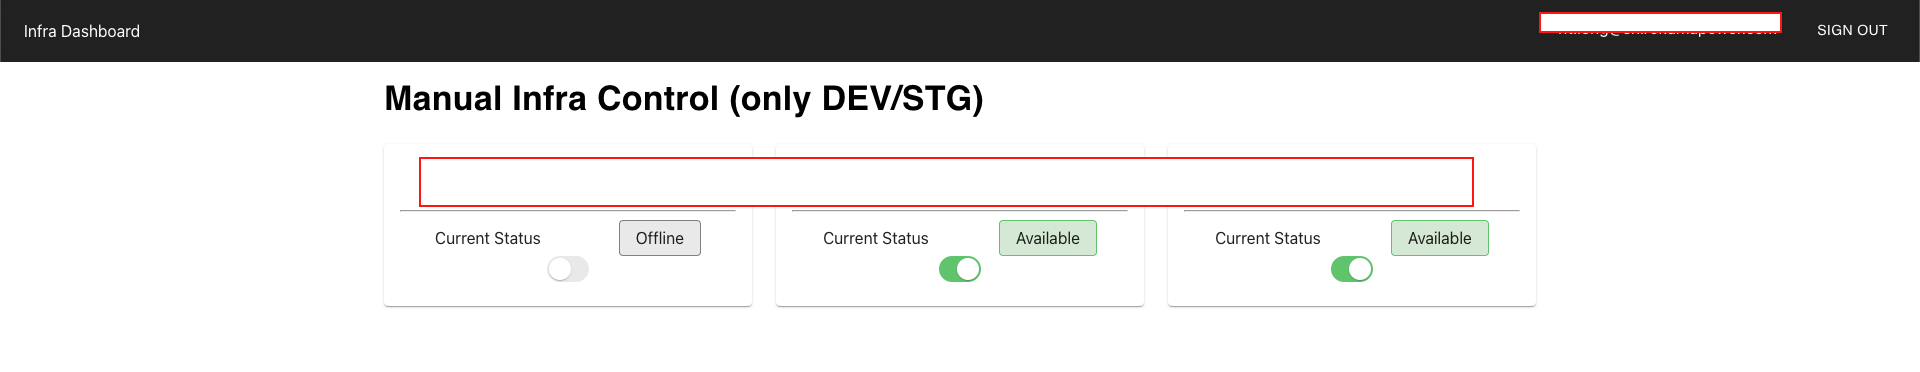 Infra Dashboard
SIGN OUT
Manual Infra Control (only DEV/STG)
Current Status Offline
Current Status Available
Current Status Available